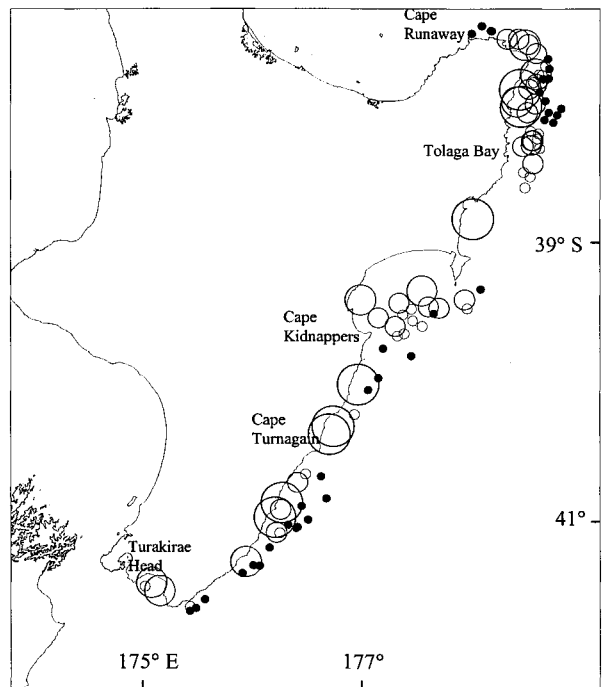 Cape
Runaway
Tolaga Bay
39° S
Cape
Kidnappers
Cape
Turnagain
41°
Turakirae
Head
175° E
177°